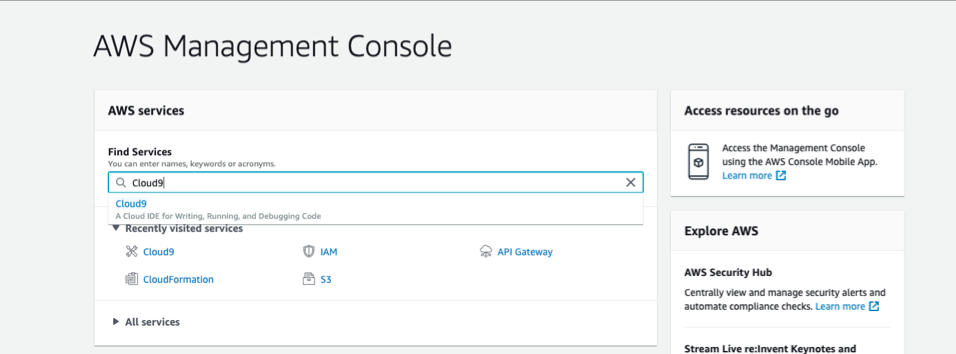 AWS Management Console
AWS services
Find Services
You can enter names, keywords or acronyms.
Cloud9
Cloud9
A Cloud IDE for Writing, Running, and Debugging Code
Recently visited services
Cloud9
IAM
API Gateway
CloudFormation
S3
All services
Access resources on the go
Access the Management Console
using the AWS Console Mobile App.
Learn more
Explore AWS
AWS Security Hub
Centrally view and manage security alerts and
automate compliance checks. Learn more
Stream Live re:Invent Keynotes and